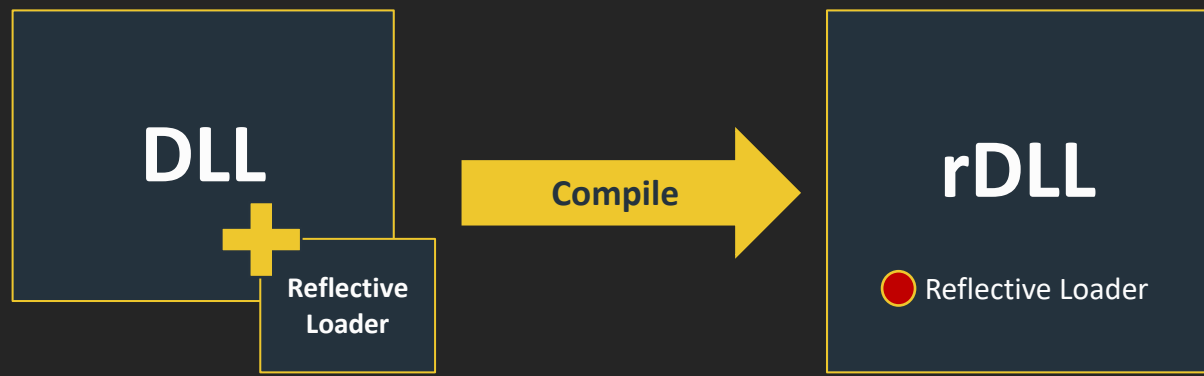 DLL
Reflective
Loader
Compile
rDLL
Reflective Loader